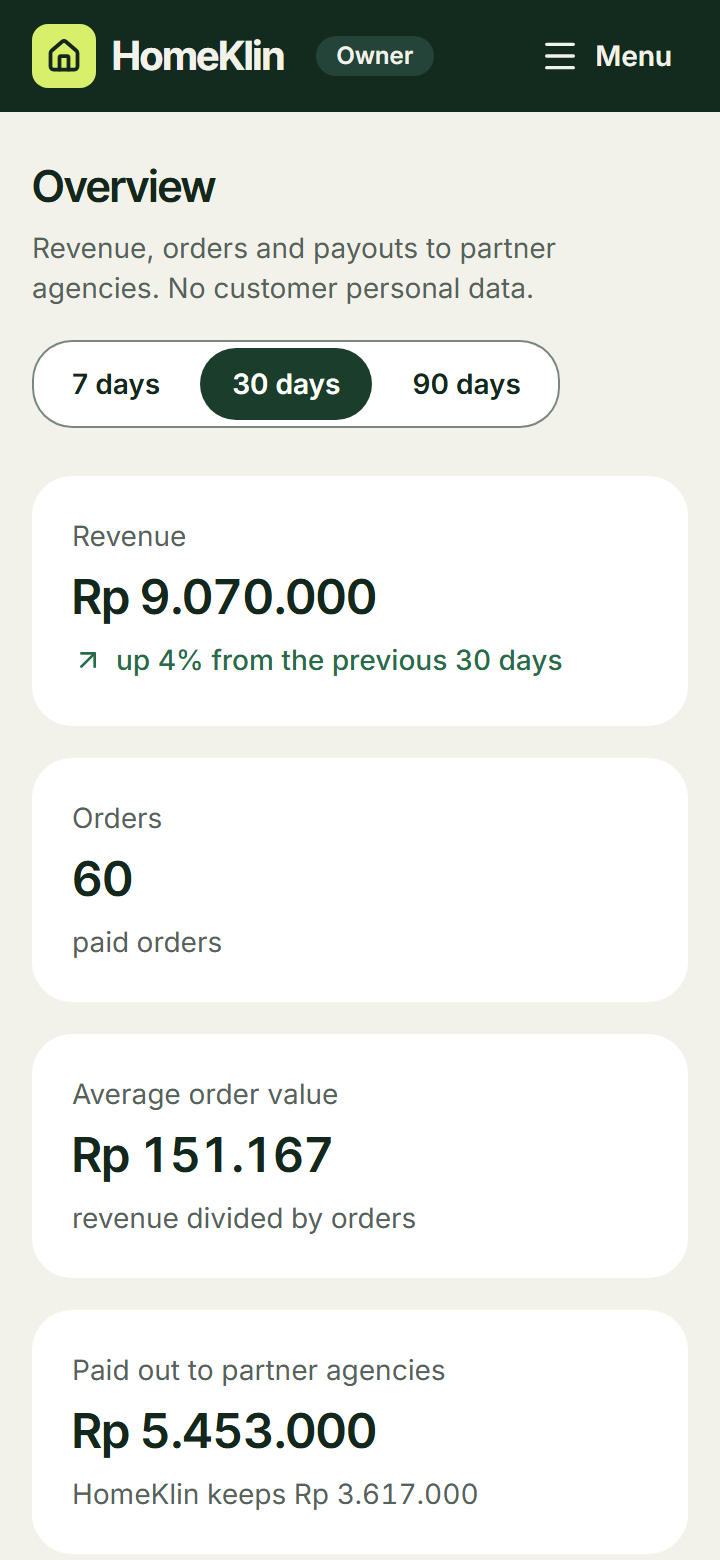 HomeKlin
Owner
Menu
Overview
Revenue, orders and payouts to partner
agencies. No customer personal data.
7 days
30 days
90 days
Revenue
Rp 9.070.000
up 4% from the previous 30 days
Orders
60
paid orders
Average order value
Rp 151.167
revenue divided by orders
Paid out to partner agencies
Rp 5.453.000
HomeKlin keeps Rp 3.617.000